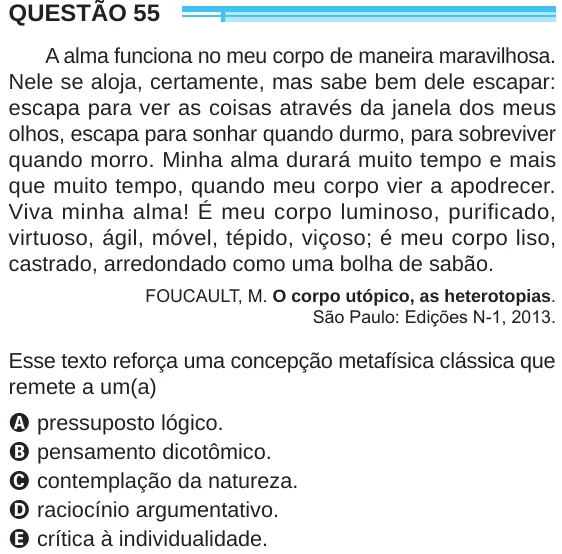 QUESTÃO 55
A alma funciona no meu corpo de maneira maravilhosa.
Nele se aloja, certamente, mas sabe bem dele escapar:
escapa para ver as coisas através da janela dos meus
olhos, escapa para sonhar quando durmo, para sobreviver
quando morro. Minha alma durará muito tempo e mais
que muito tempo, quando meu corpo vier a apodrecer.
Viva minha alma! É meu corpo luminoso, purificado,
virtuoso, ágil, móvel, tépido, viçoso; é meu corpo liso,
castrado, arredondado como uma bolha de sabão.
FOUCAULT, M. O corpo utópico, as heterotopias.
São Paulo: Edições N-1, 2013.
Esse texto reforça uma concepção metafísica clássica que
remete a um(a)
A pressuposto lógico.
B pensamento dicotômico.
C contemplação da natureza.
D raciocínio argumentativo.
E crítica à individualidade.